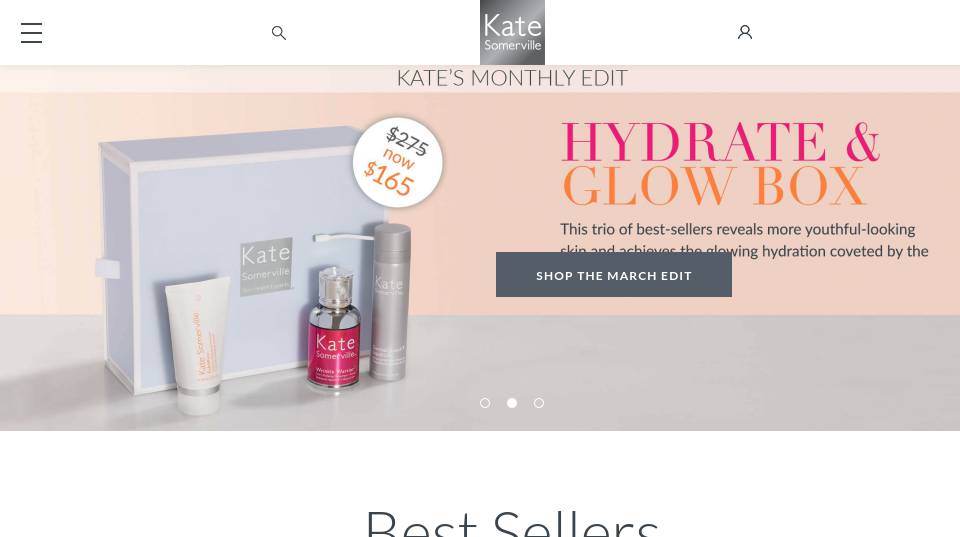 Kate
Somerville
KATE'S MONTHLY EDIT
$275
now
$165
HYDRATE &
GLOW BOX
This trio of best-sellers reveals more youthful-looking
skin and achieves the glowing hydration coveted by the
SHOP THE MARCH EDIT
Kate
Somerville
Kate Somerville
Kate
Somerville
Wrinkle Warrior
Kate
Somerville
Best Sellers